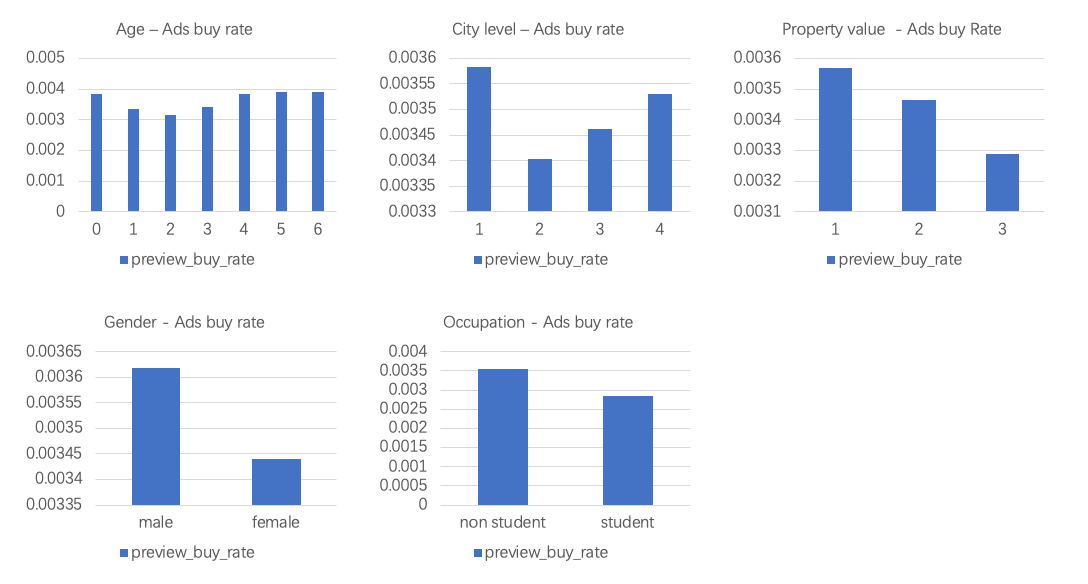 Age – Ads buy rate
0.005
0.004
0.003
0.002
0.001
0
0 1 2 3 4 5 6
preview_buy_rate
City level – Ads buy rate
0.0036
0.00355
0.0035
0.00345
0.0034
0.00335
0.0033
1 2 3 4
preview_buy_rate
Property value - Ads buy Rate
0.0036
0.0035
0.0034
0.0033
0.0032
0.0031
1 2 3
preview_buy_rate
Gender - Ads buy rate
0.00365
0.0036
0.00355
0.0035
0.00345
0.0034
0.00335
male female
preview_buy_rate
Occupation - Ads buy rate
0.004
0.0035
0.003
0.0025
0.002
0.0015
0.001
0.0005
0
non student student
preview_buy_rate